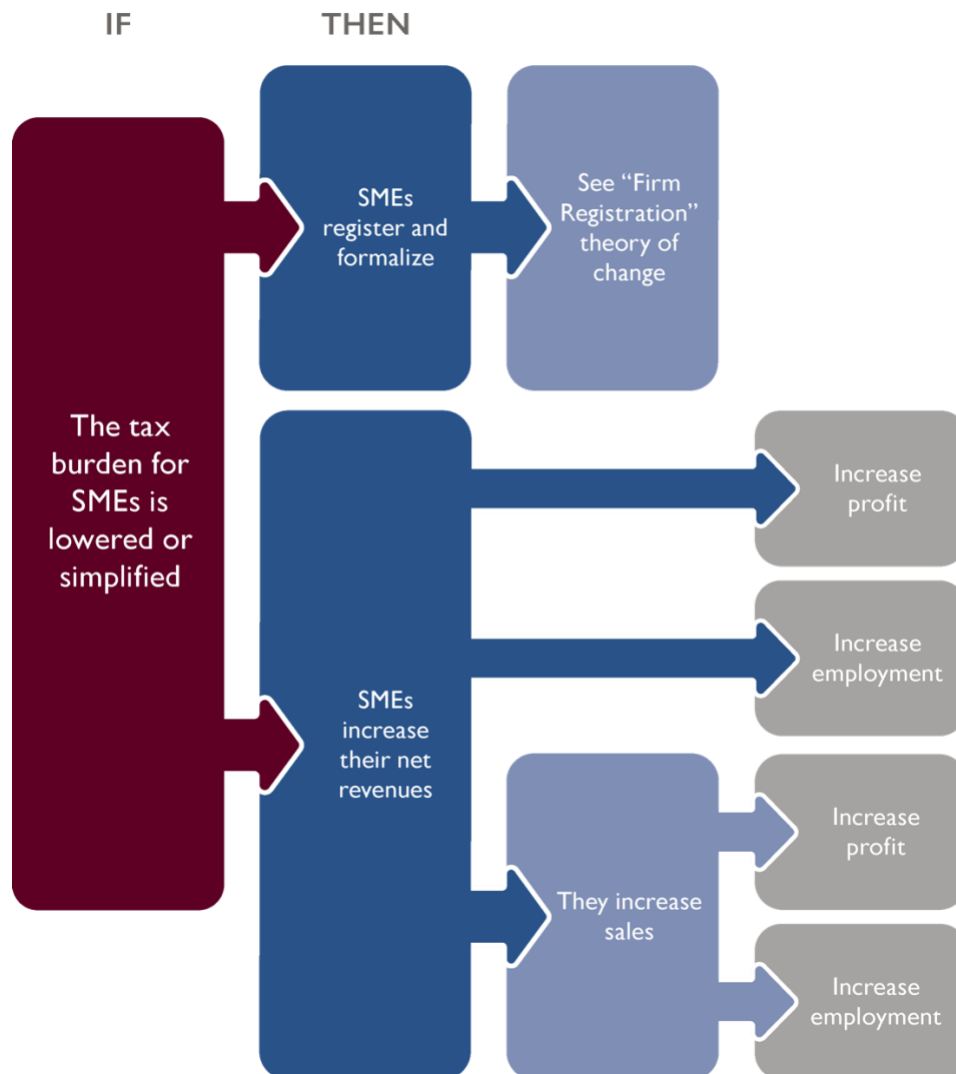 IF
THEN
The tax
burden for
SMEs is
lowered or
simplified
SMEs
register and
formalize
See “Firm
Registration”
theory of
change
SMEs
increase
their net
revenues
Increase
profit
Increase
employment
They increase
sales
Increase
profit
Increase
employment